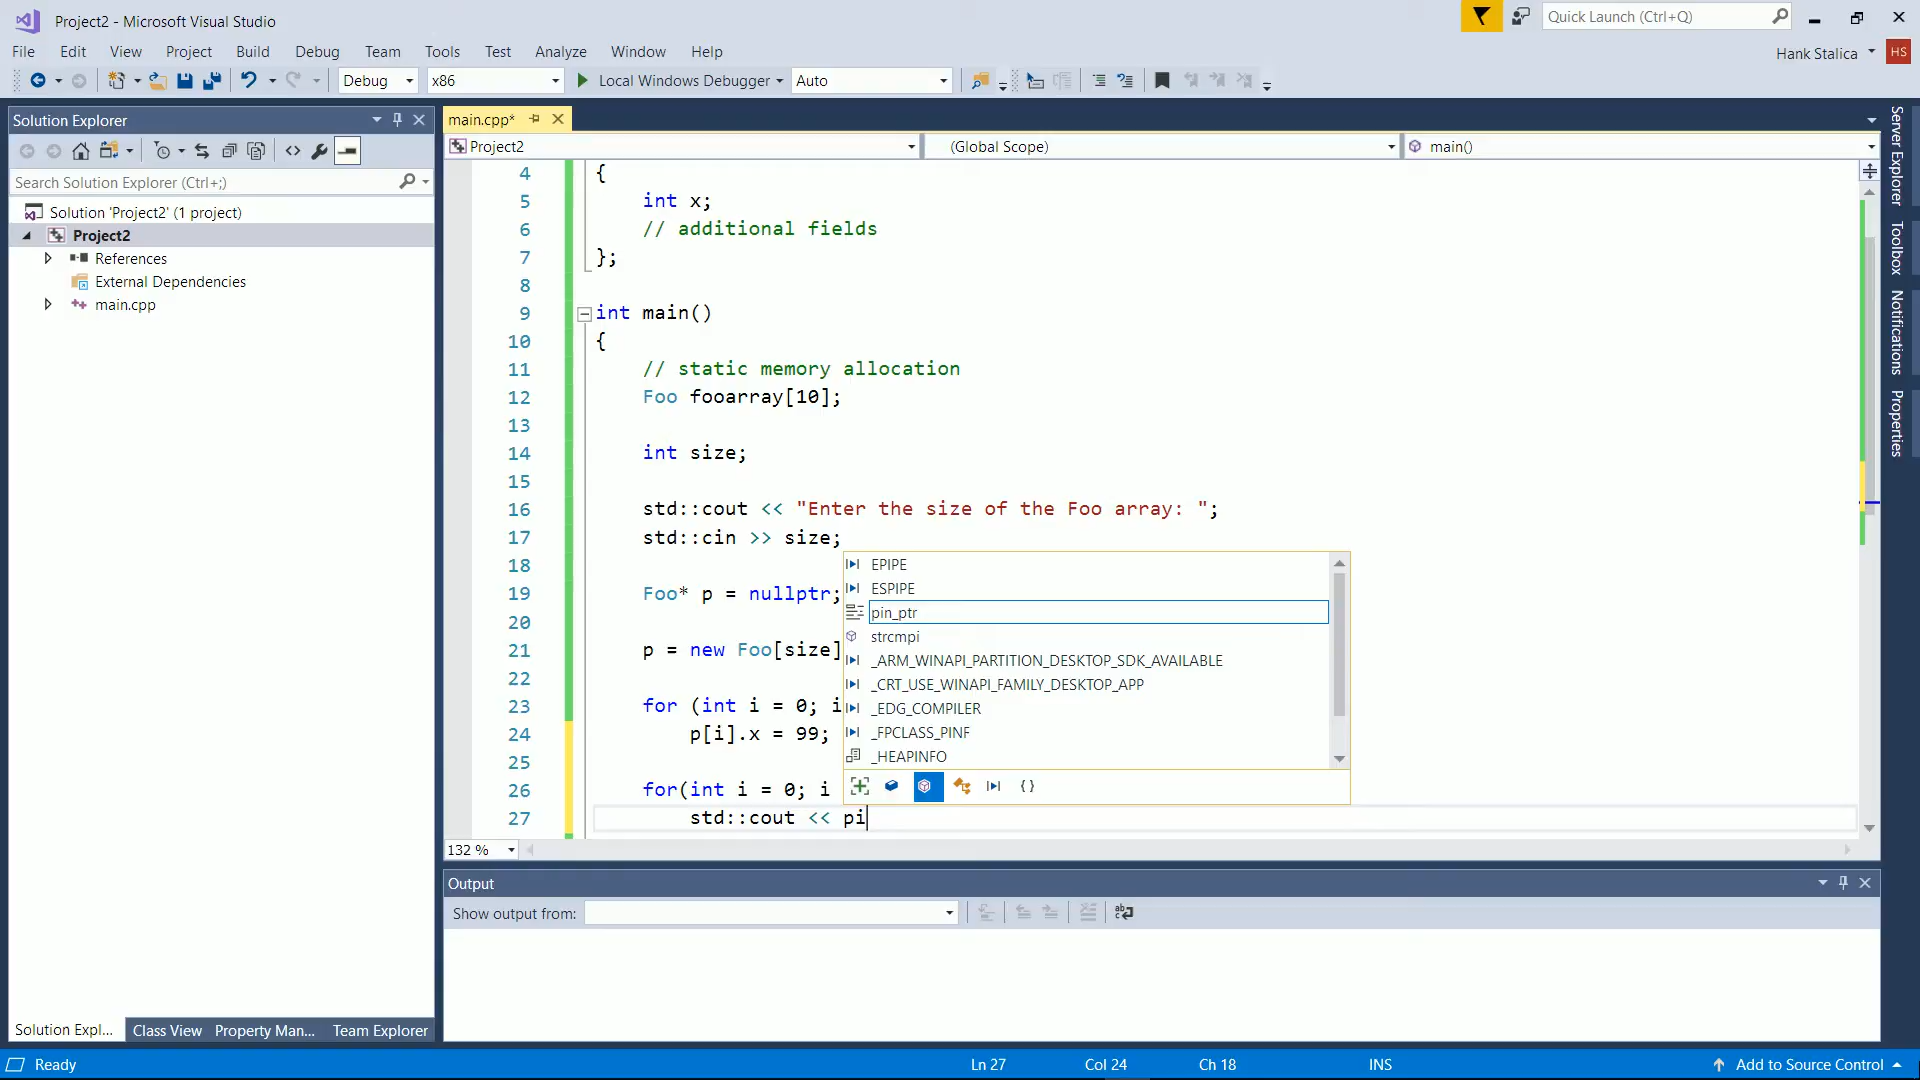 Project2 - Microsoft Visual Studio
Quick Launch (Ctrl+Q)
File Edit View Project Build Debug Team Tools Test Analyze Window Help
Hank Stalica HS
Debug x86 Local Windows Debugger Auto
Solution Explorer
Search Solution Explorer (Ctrl+;)
Solution 'Project2' (1 project)
Project2
References
External Dependencies
main.cpp
Solution Expl... Class View Property Man... Team Explorer
main.cpp*
Project2 (Global Scope) main()
4 {
5 int x;
6 // additional fields
7 };
8
9 int main()
10 {
11 // static memory allocation
12 Foo fooarray[10];
13
14 int size;
15
16 std::cout << "Enter the size of the Foo array: ";
17 std::cin >> size;
18
19 Foo* p = nullptr;
20
21 p = new Foo[size]
22
23 for (int i = 0; i
24 p[i].x = 99;
25
26 for(int i = 0; i
27 std::cout << pi
EPIPE
ESPIPE
pin_ptr
strcmpi
_ARM_WINAPI_PARTITION_DESKTOP_SDK_AVAILABLE
_CRT_USE_WINAPI_FAMILY_DESKTOP_APP
_EDG_COMPILER
_FPCLASS_PINF
_HEAPINFO
132 %
Output
Show output from:
Server Explorer
Toolbox
Notifications
Properties
Ready Ln 27 Col 24 Ch 18 INS Add to Source Control